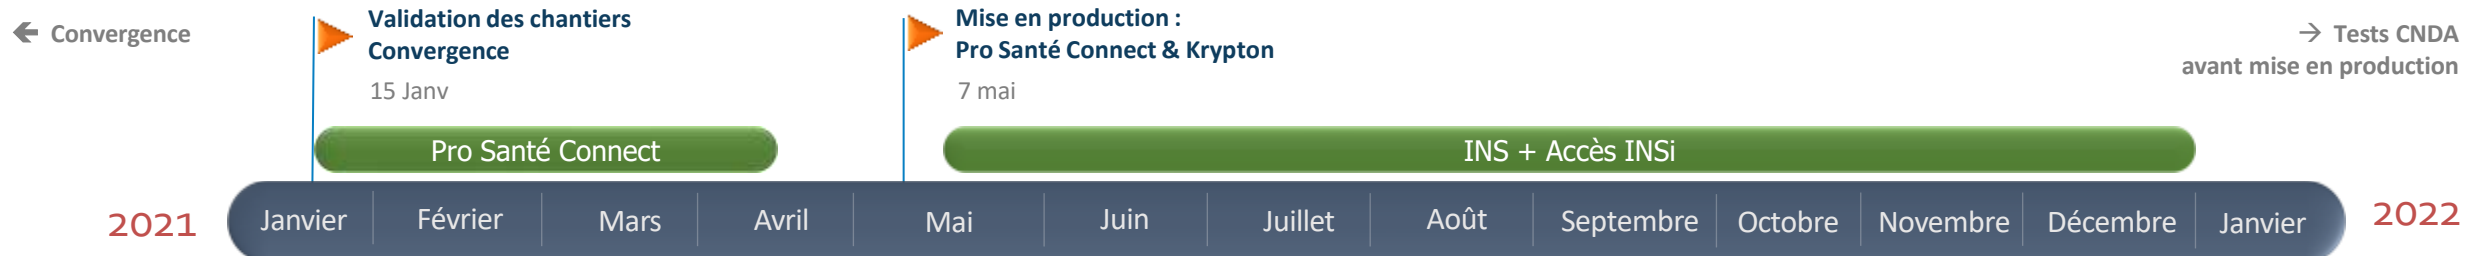 ← Convergence
Validation des chantiers
Convergence
15 Janv
Mise en production :
Pro Santé Connect & Krypton
7 mai
→ Tests CNDA
avant mise en production
Pro Santé Connect
INS + Accès INSi
2021
Janvier
Février
Mars
Avril
Mai
Juin
Juillet
Août
Septembre
Octobre
Novembre
Décembre
Janvier
2022